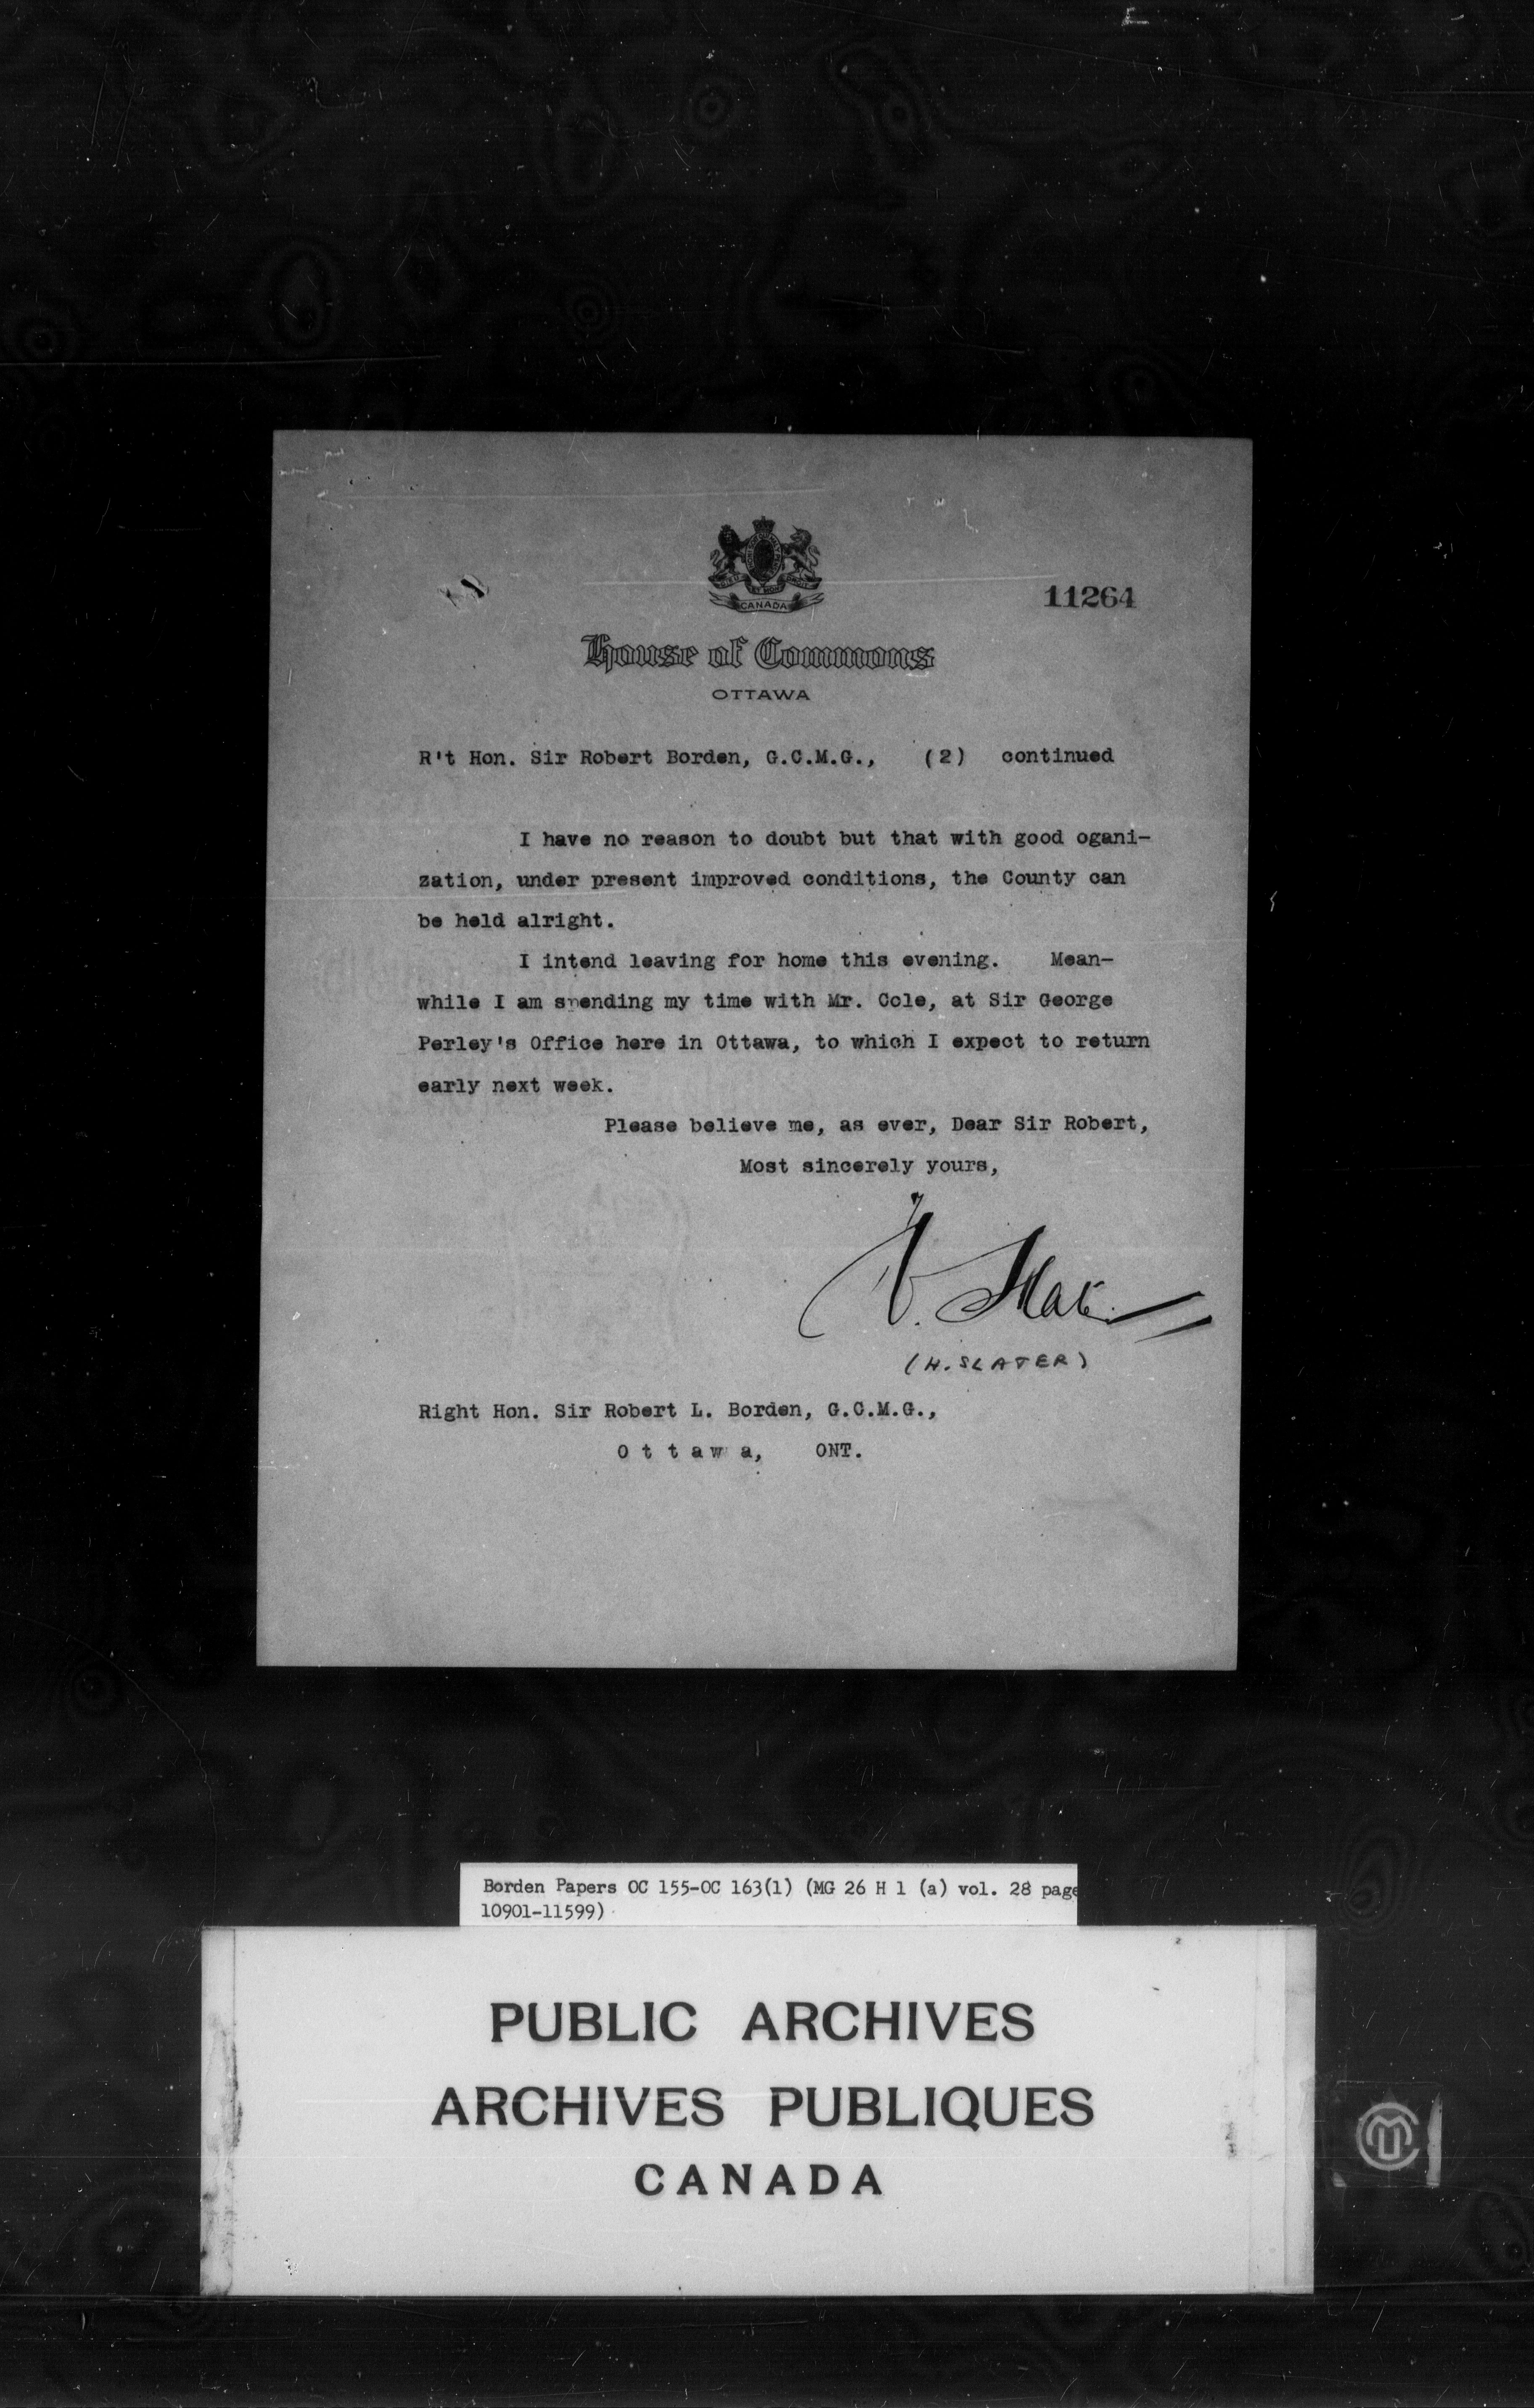 CANADA
11264
House of Commons
OTTAWA
R't Hon. Sir Robert Borden, G.C.M.G., (2) continued
I have no reason to doubt but that with good ogani-
zation, under present improved conditions, the County can
be held alright.
I intend leaving for home this evening. Mean-
while I am spending my time with Mr. Cole, at Sir George
Perley's Office here in Ottawa, to which I expect to return
early next week.
Please believe me, as ever, Dear Sir Robert,
Most sincerely yours,
H. Slater
(H. SLATER)
Right Hon. Sir Robert L. Borden, G.C.M.G.,
O t t a w a, ONT.
Borden Papers OC 155-OC 163(1) (MG 26 H 1 (a) vol. 28 page
10901-11599)
PUBLIC ARCHIVES
ARCHIVES PUBLIQUES
CANADA